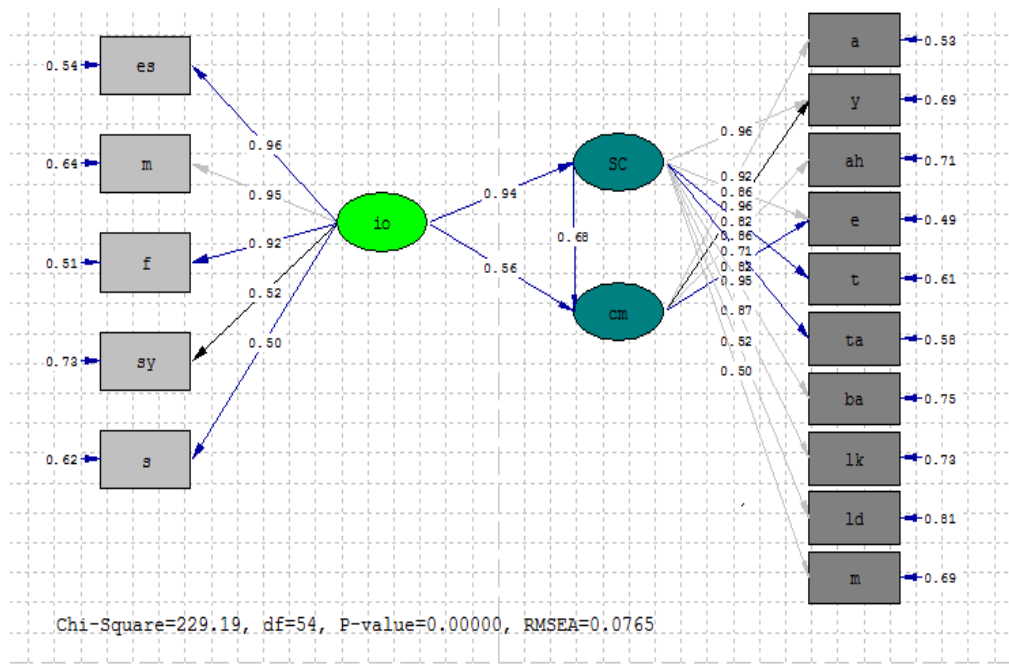 0.54 es
0.64 m
0.51 f
0.73 sy
0.62 s
0.96
0.95
0.92
0.52
0.50
io
0.94
0.56
SC
0.68
cm
0.96
0.92
0.86
0.96
0.82
0.86
0.71
0.82
0.95
0.87
0.52
0.50
a 0.53
y 0.69
ah 0.71
e 0.49
t 0.61
ta 0.58
ba 0.75
lk 0.73
ld 0.81
m 0.69
Chi-Square=229.19, df=54, P-value=0.00000, RMSEA=0.0765